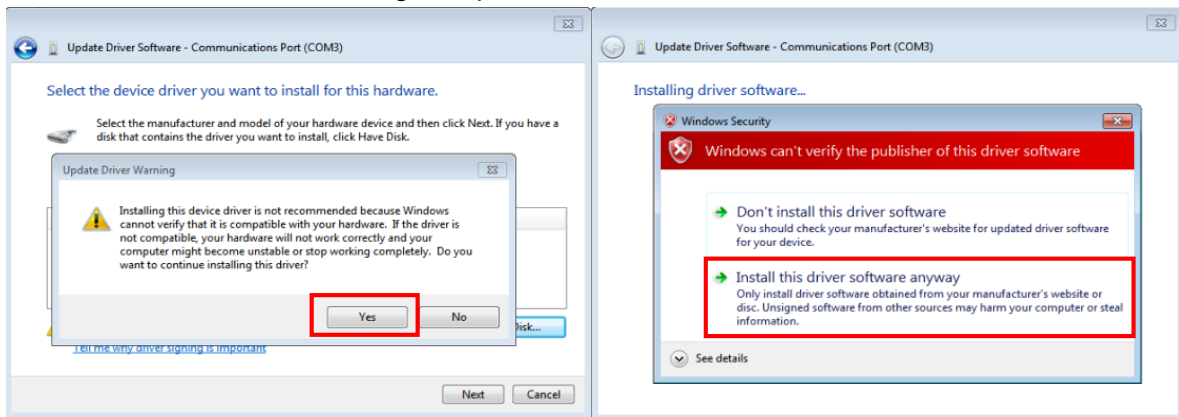 Update Driver Software - Communications Port (COM3)
Select the device driver you want to install for this hardware.
Select the manufacturer and model of your hardware device and then click Next. If you have a
disk that contains the driver you want to install, click Have Disk.
Update Driver Warning
Installing this device driver is not recommended because Windows
cannot verify that it is compatible with your hardware. If the driver is
not compatible, your hardware will not work correctly and your
computer might become unstable or stop working completely. Do you
want to continue installing this driver?
Yes
No
Disk...
Tell me why driver signing is important
Next
Cancel
Update Driver Software - Communications Port (COM3)
Installing driver software...
Windows Security
Windows can't verify the publisher of this driver software
Don't install this driver software
You should check your manufacturer's website for updated driver software
for your device.
Install this driver software anyway
Only install driver software obtained from your manufacturer's website or
disc. Unsigned software from other sources may harm your computer or steal
information.
See details